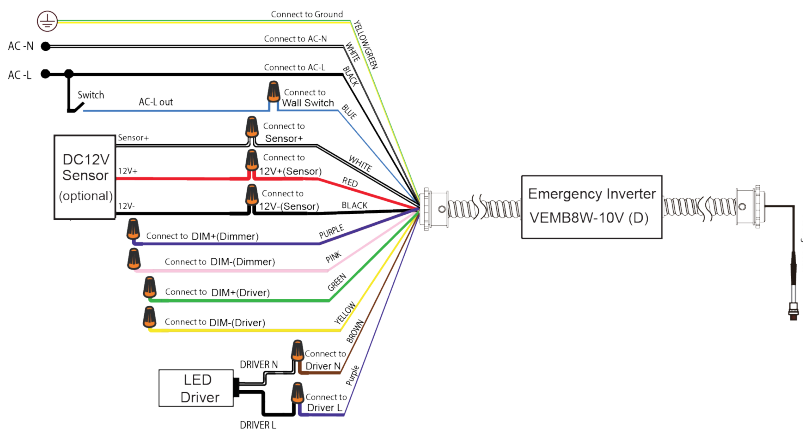 Connect to Ground
YELLOW/GREEN
AC-N
Connect to AC-N
WHITE
AC-L
Connect to AC-L
BLACK
Switch
AC-L out
Connect to
Wall Switch
BLUE
DC12V
Sensor
(optional)
Sensor+
Connect to
Sensor+
WHITE
12V+
Connect to
12V+(Sensor)
RED
12V-
Connect to
12V-(Sensor)
BLACK
Emergency Inverter
VEMB8W-10V (D)
Connect to DIM+(Dimmer)
PURPLE
Connect to DIM-(Dimmer)
PINK
Connect to DIM+(Driver)
GREEN
Connect to DIM-(Driver)
YELLOW
LED
Driver
DRIVER N
Connect to
Driver N
BROWN
DRIVER L
Connect to
Driver L
Purple